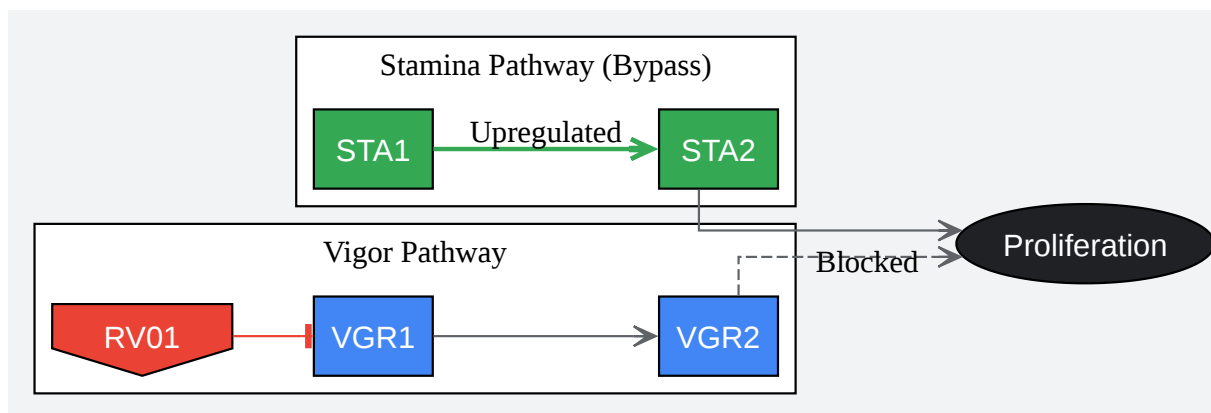 Stamina Pathway (Bypass)
STA1
Upregulated
STA2
Vigor Pathway
Blocked
Proliferation
RV01
VGR1
VGR2